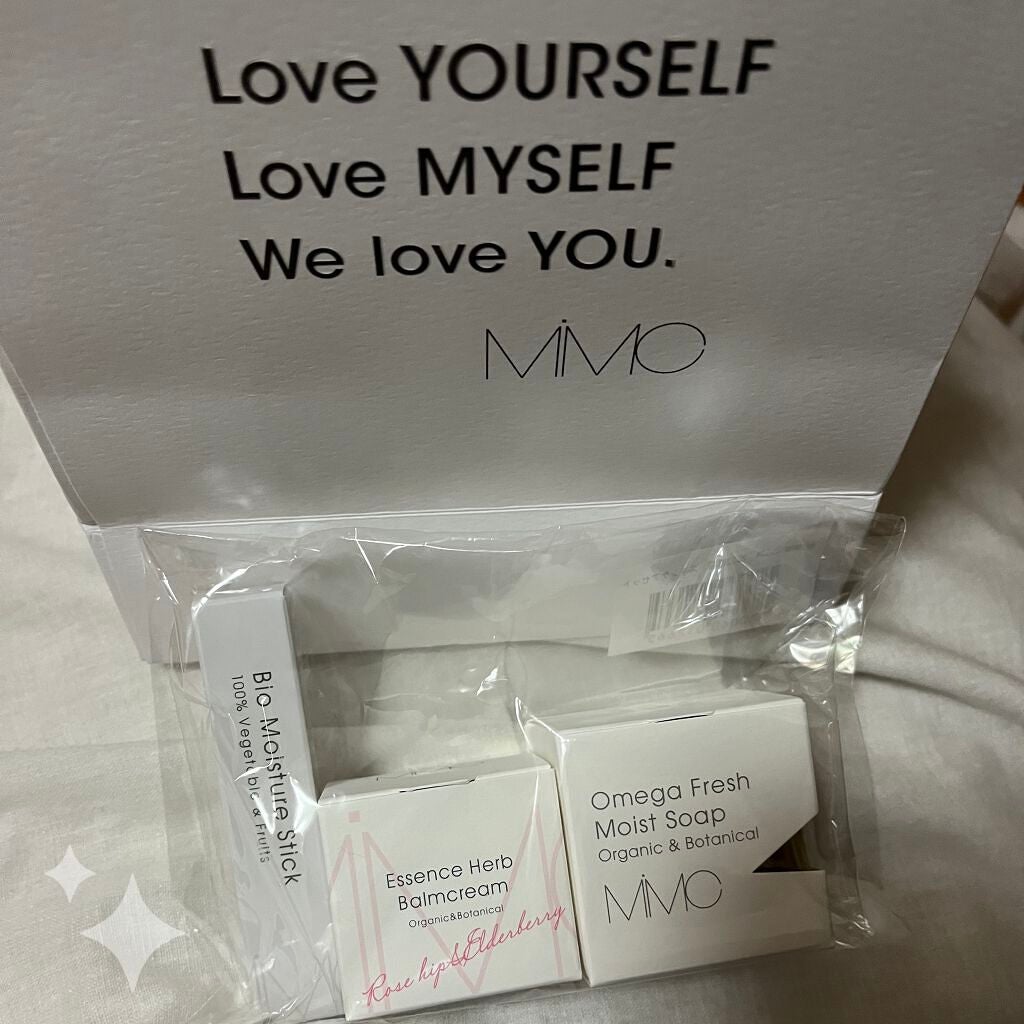 Love YOURSELF
Love MYSELF
We love YOU.
MiMC
Bio Moisture Stick
100% Vegetable & Fruits
Essence Herb
Balmcream
Organic&Botanical
Rose hip&Elderberry
Omega Fresh
Moist Soap
Organic & Botanical
MiMC